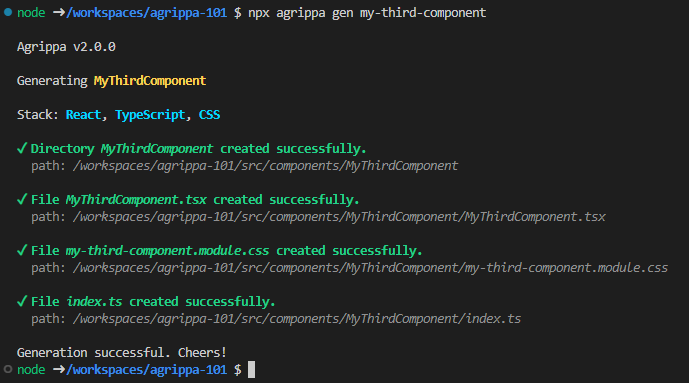 node ➜/workspaces/agrippa-101 $ npx agrippa gen my-third-component
Agrippa v2.0.0
Generating MyThirdComponent
Stack: React, TypeScript, CSS
✓ Directory MyThirdComponent created successfully.
path: /workspaces/agrippa-101/src/components/MyThirdComponent
✓ File MyThirdComponent.tsx created successfully.
path: /workspaces/agrippa-101/src/components/MyThirdComponent/MyThirdComponent.tsx
✓ File my-third-component.module.css created successfully.
path: /workspaces/agrippa-101/src/components/MyThirdComponent/my-third-component.module.css
✓ File index.ts created successfully.
path: /workspaces/agrippa-101/src/components/MyThirdComponent/index.ts
Generation successful. Cheers!
node ➜/workspaces/agrippa-101 $